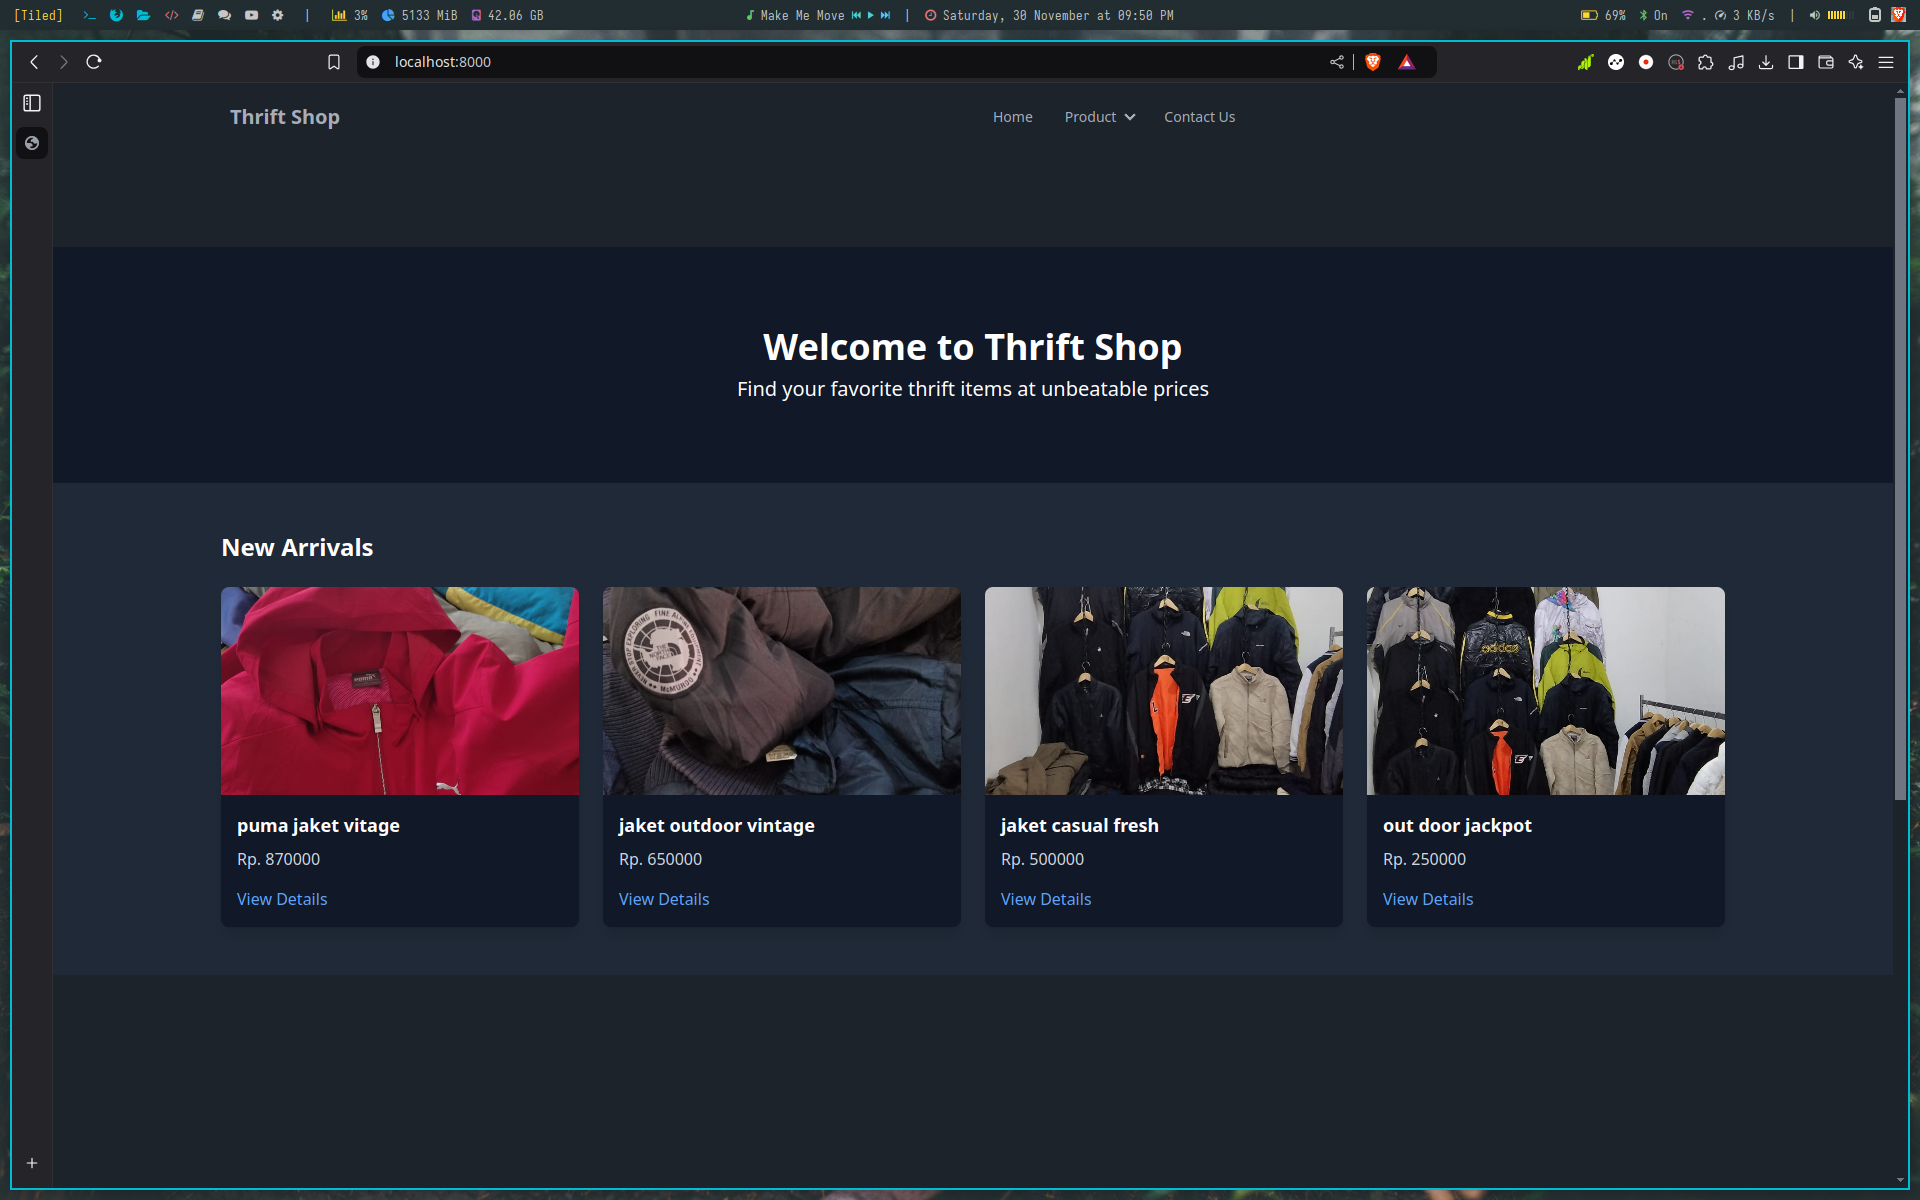 [Tiled] 3% 5133 MiB 42.06 GB Make Me Move Saturday, 30 November at 09:50 PM 69% On . 3 KB/s
localhost:8000
Thrift Shop Home Product Contact Us
Welcome to Thrift Shop
Find your favorite thrift items at unbeatable prices
New Arrivals
puma jaket vitage
Rp. 870000
View Details
jaket outdoor vintage
Rp. 650000
View Details
jaket casual fresh
Rp. 500000
View Details
out door jackpot
Rp. 250000
View Details